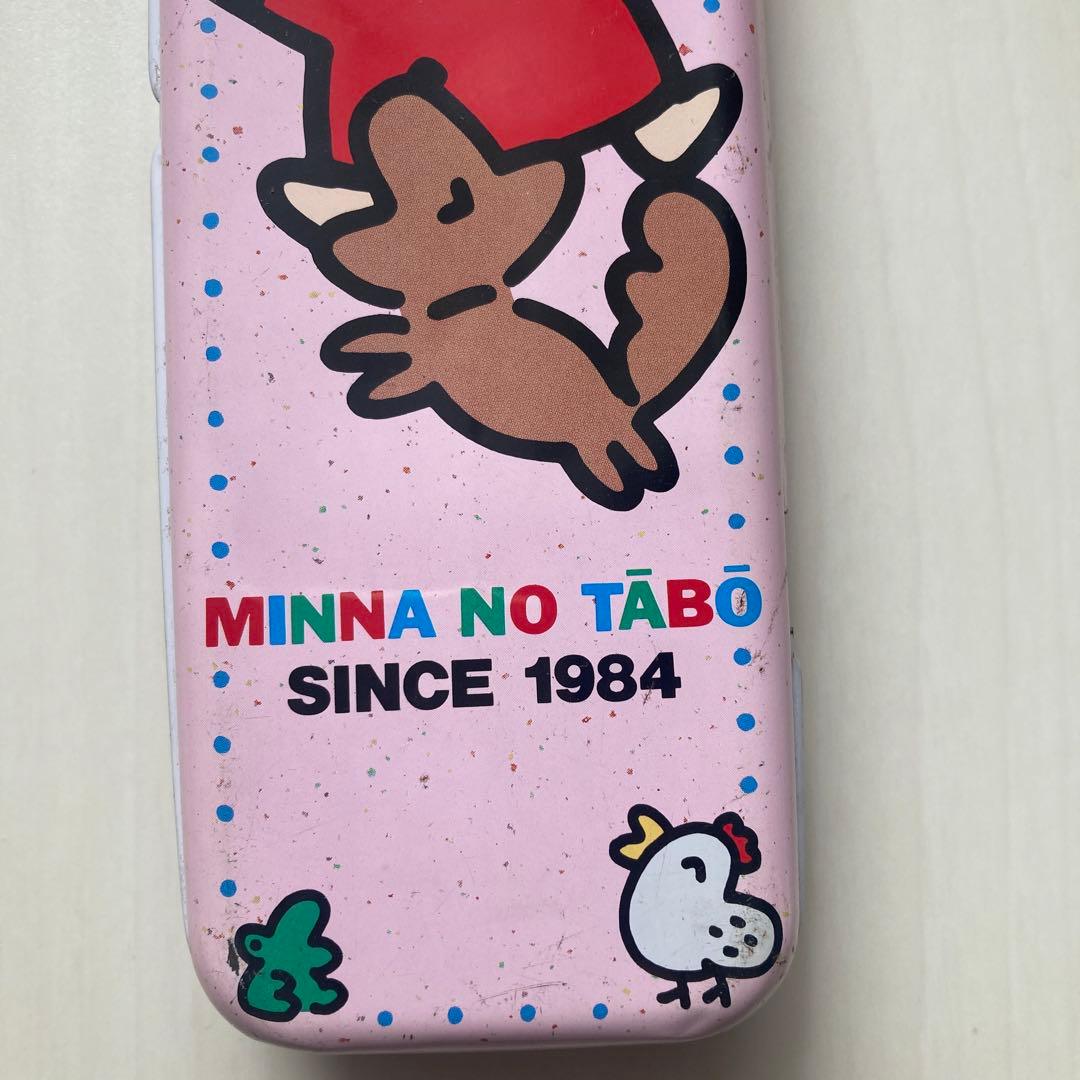 MINNA NO TĀBŌ
SINCE 1984